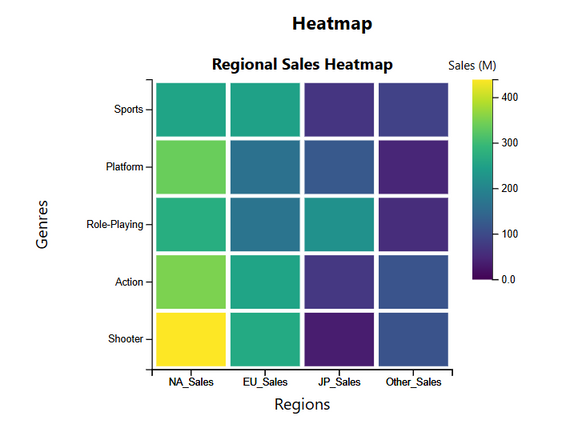 Heatmap
Regional Sales Heatmap
Sales (M)
Sports
Platform
Role-Playing
Action
Shooter
Genres
400
300
200
100
0.0
NA_Sales
EU_Sales
JP_Sales
Other_Sales
Regions